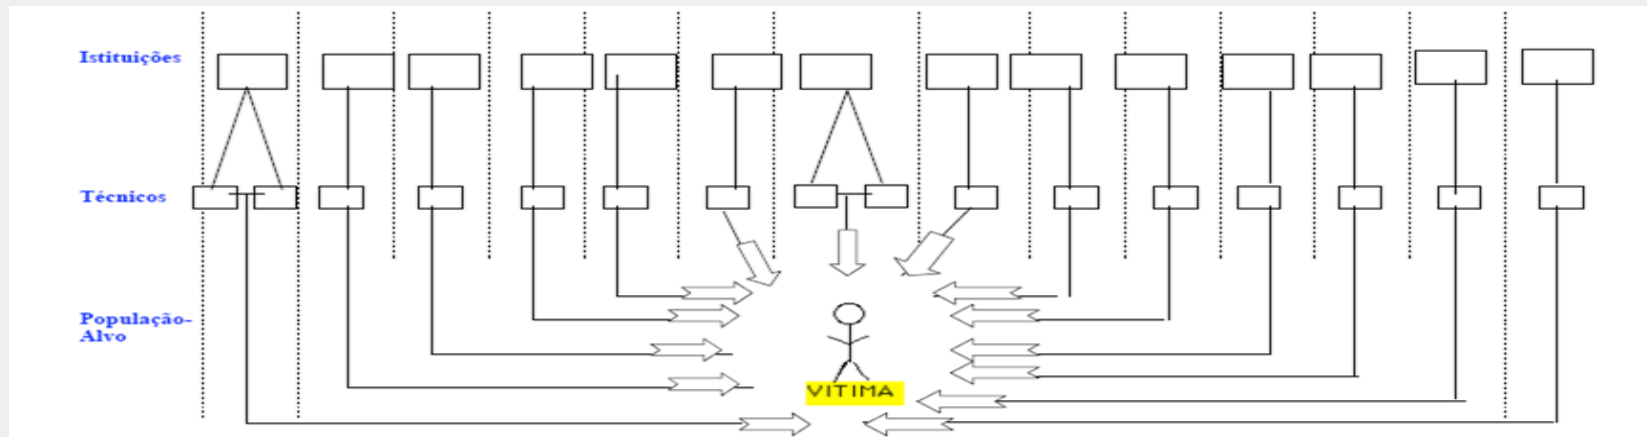 Istituições
Técnicos
População-
Alvo
VITIMA